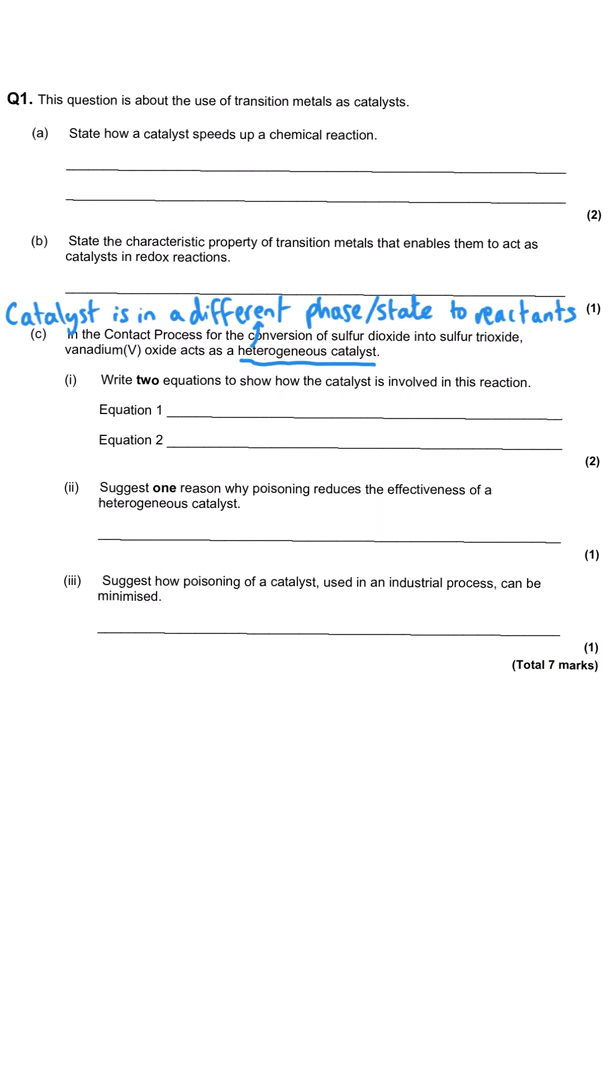 Q1. This question is about the use of transition metals as catalysts.
(a) State how a catalyst speeds up a chemical reaction.
(2)
(b) State the characteristic property of transition metals that enables them to act as
catalysts in redox reactions.
(1)
Catalyst is in a different phase/state to reactants
(c) In the Contact Process for the conversion of sulfur dioxide into sulfur trioxide,
vanadium(V) oxide acts as a heterogeneous catalyst.
(i) Write two equations to show how the catalyst is involved in this reaction.
Equation 1
Equation 2
(2)
(ii) Suggest one reason why poisoning reduces the effectiveness of a
heterogeneous catalyst.
(1)
(iii) Suggest how poisoning of a catalyst, used in an industrial process, can be
minimised.
(1)
(Total 7 marks)